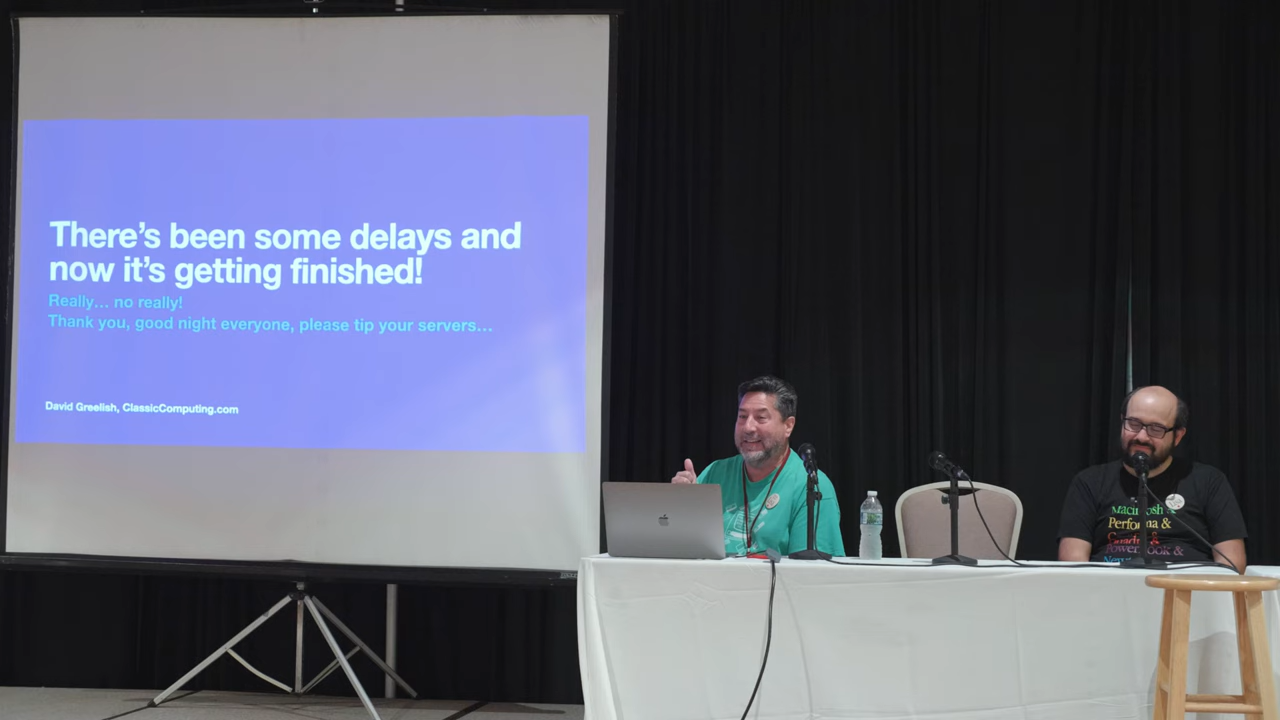 There's been some delays and
now it's getting finished!
Really... no really!
Thank you, good night everyone, please tip your servers...
David Greelish, ClassicComputing.com
Macintosh &
Performa &
Quadra &
PowerBook &